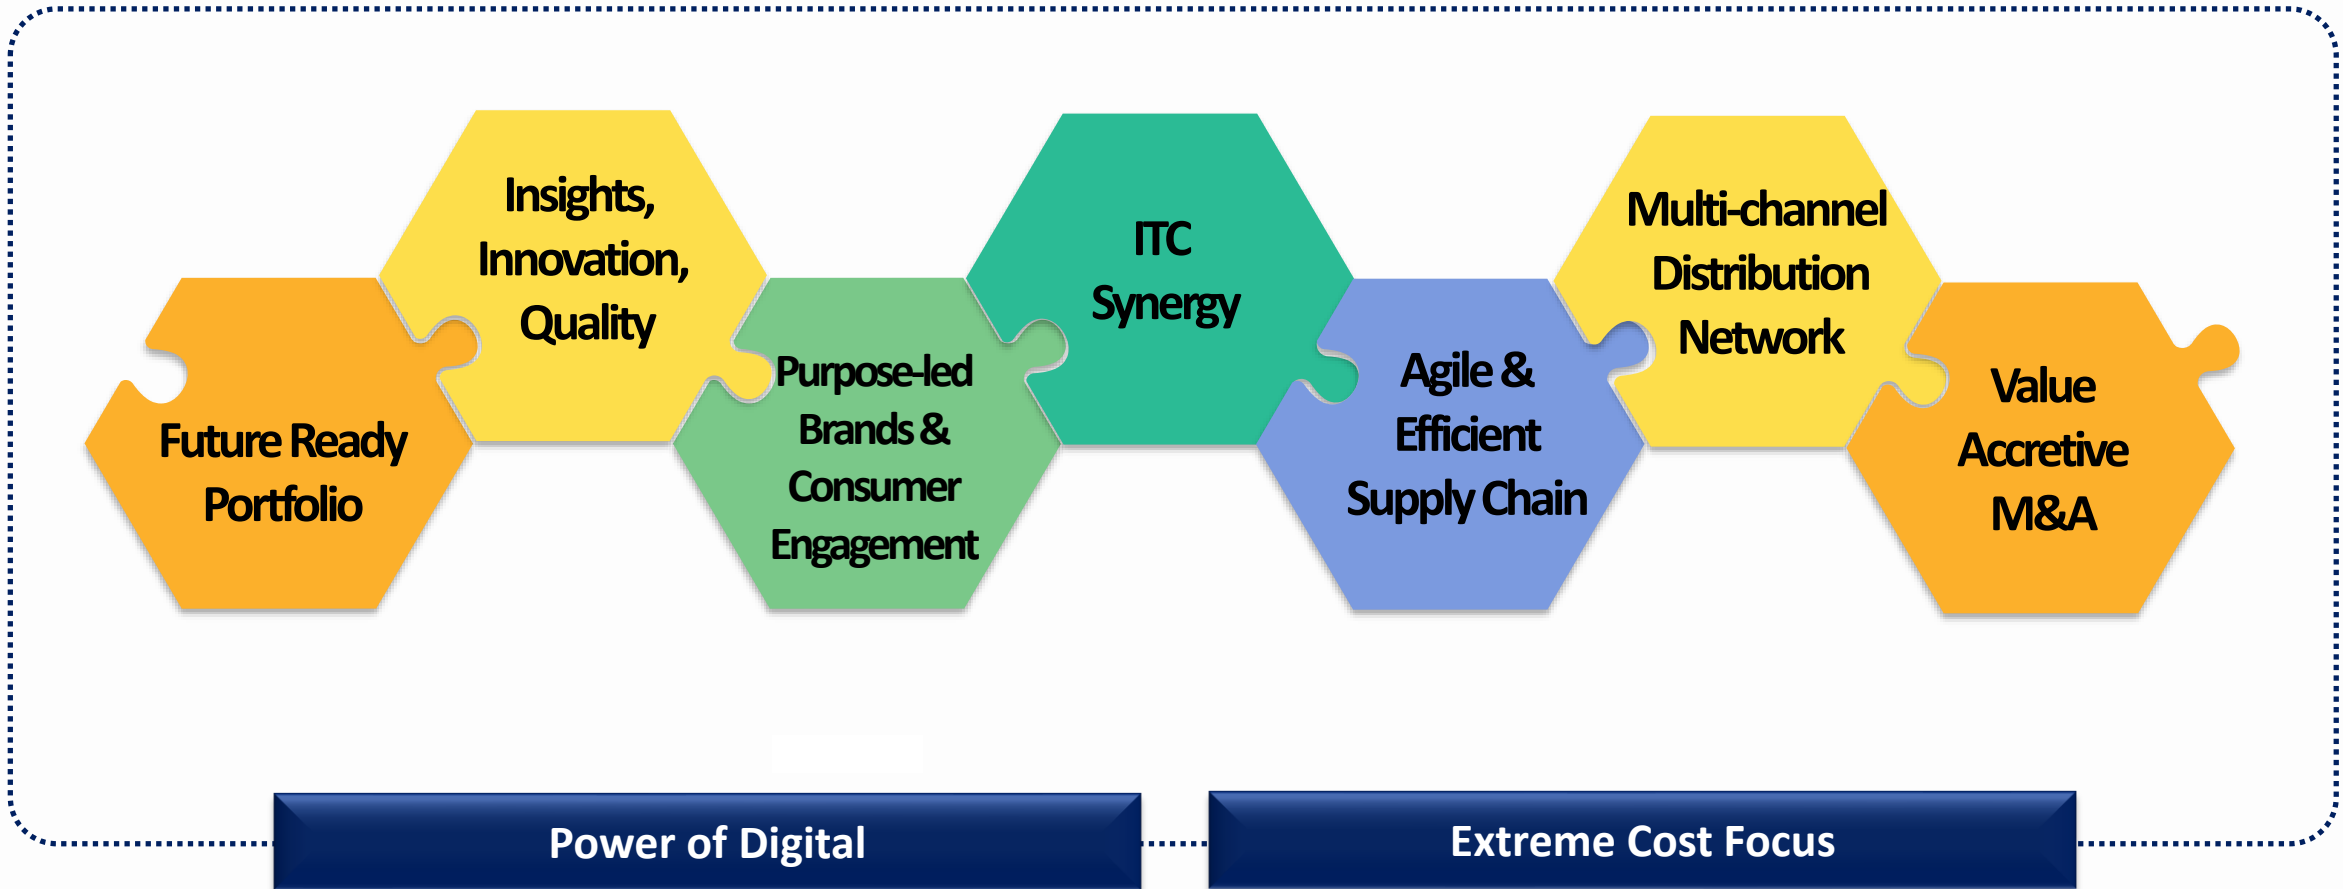 Future Ready
Portfolio
Insights,
Innovation,
Quality
Purpose-led
Brands &
Consumer
Engagement
ITC
Synergy
Agile &
Efficient
Supply Chain
Multi-channel
Distribution
Network
Value
Accretive
M&A
Power of Digital
Extreme Cost Focus